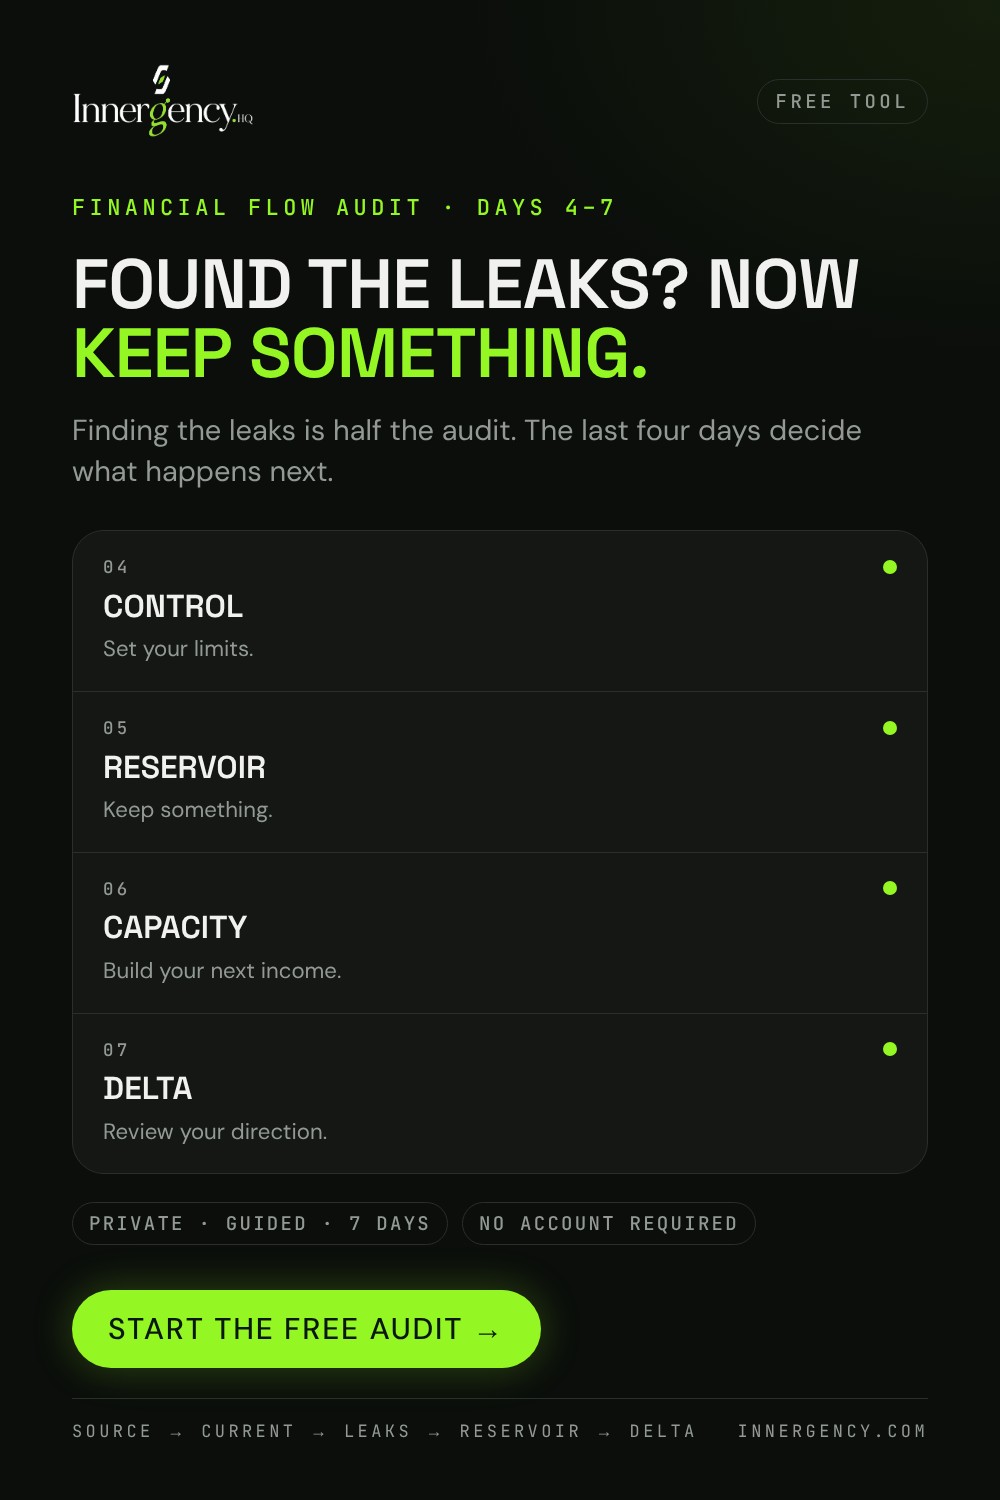 Innergency.HQ
FREE TOOL
FINANCIAL FLOW AUDIT · DAYS 4–7
FOUND THE LEAKS? NOW
KEEP SOMETHING.
Finding the leaks is half the audit. The last four days decide
what happens next.
04
CONTROL
Set your limits.
05
RESERVOIR
Keep something.
06
CAPACITY
Build your next income.
07
DELTA
Review your direction.
PRIVATE · GUIDED · 7 DAYS
NO ACCOUNT REQUIRED
START THE FREE AUDIT →
SOURCE → CURRENT → LEAKS → RESERVOIR → DELTA
INNERGENCY.COM